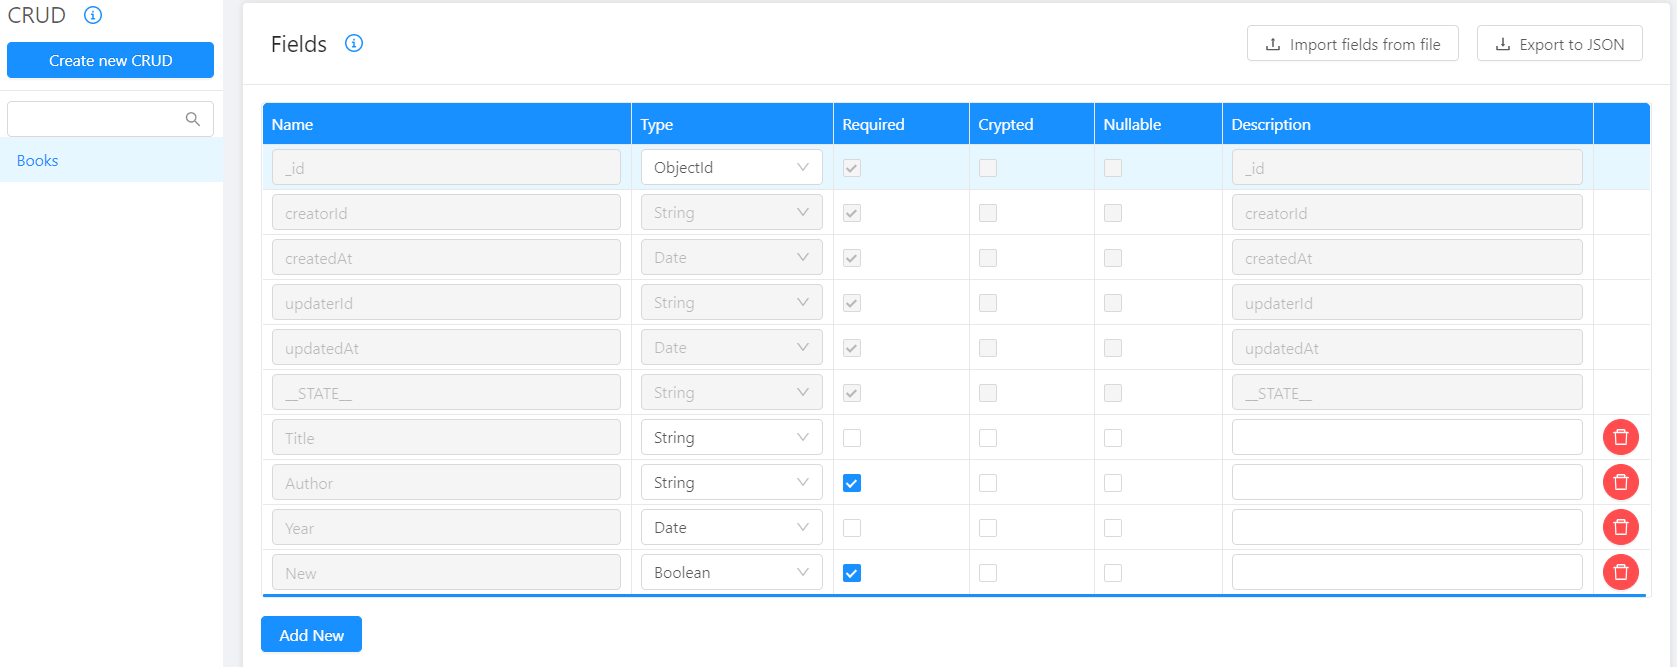 CRUD
Create new CRUD
Books
Fields
Import fields from file
Export to JSON
Name Type Required Crypted Nullable Description
_id ObjectId _id
creatorId String creatorId
createdAt Date createdAt
updaterId String updaterId
updatedAt Date updatedAt
__STATE__ String __STATE__
Title String
Author String
Year Date
New Boolean
Add New